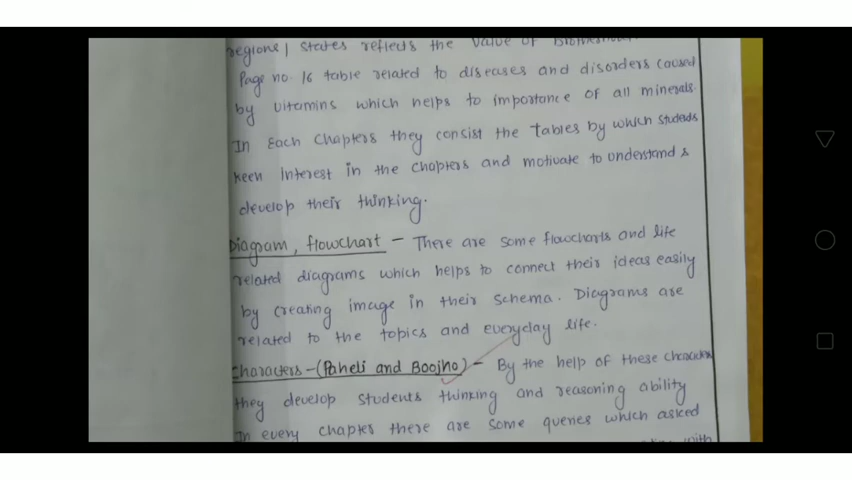 regions / states reflects the value of
Page no. 16 table related to diseases and disorders caused
by vitamins which helps to importance of all minerals.
In each chapters they consist the tables by which students
keen interest in the chapters and motivate to understand &
develop their thinking.
Diagram, flowchart - There are some flowcharts and life
related diagrams which helps to connect their ideas easily
by creating image in their schema. Diagrams are
related to the topics and everyday life.
Characters - (Paheli and Boojho) - By the help of these characters
they develop students thinking and reasoning ability
In every chapter there are some queries which asked
with